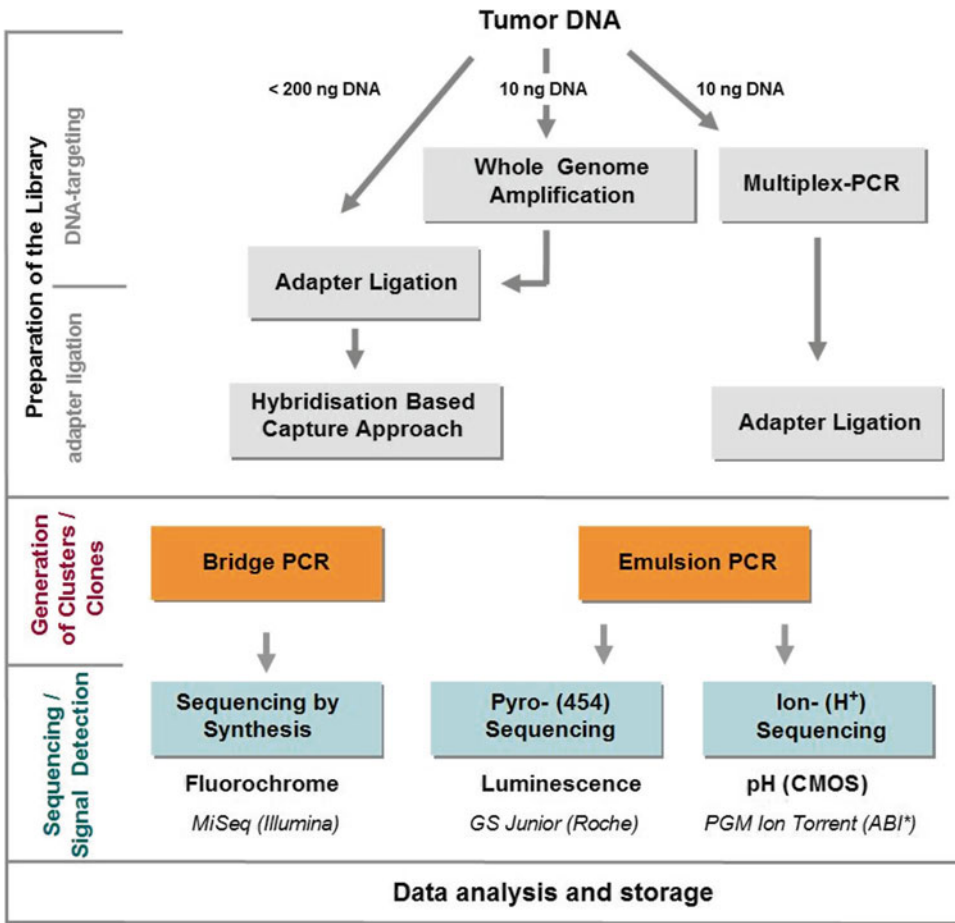 Tumor DNA
< 200 ng DNA
10 ng DNA
10 ng DNA
Preparation of the Library
DNA-targeting
adapter ligation
Whole Genome
Amplification
Multiplex-PCR
Adapter Ligation
Hybridisation Based
Capture Approach
Adapter Ligation
Generation
of Clusters /
Clones
Bridge PCR
Emulsion PCR
Sequencing /
Signal Detection
Sequencing by
Synthesis
Pyro- (454)
Sequencing
Ion- (H⁺)
Sequencing
Fluorochrome
Luminescence
pH (CMOS)
MiSeq (Illumina)
GS Junior (Roche)
PGM Ion Torrent (ABI*)
Data analysis and storage